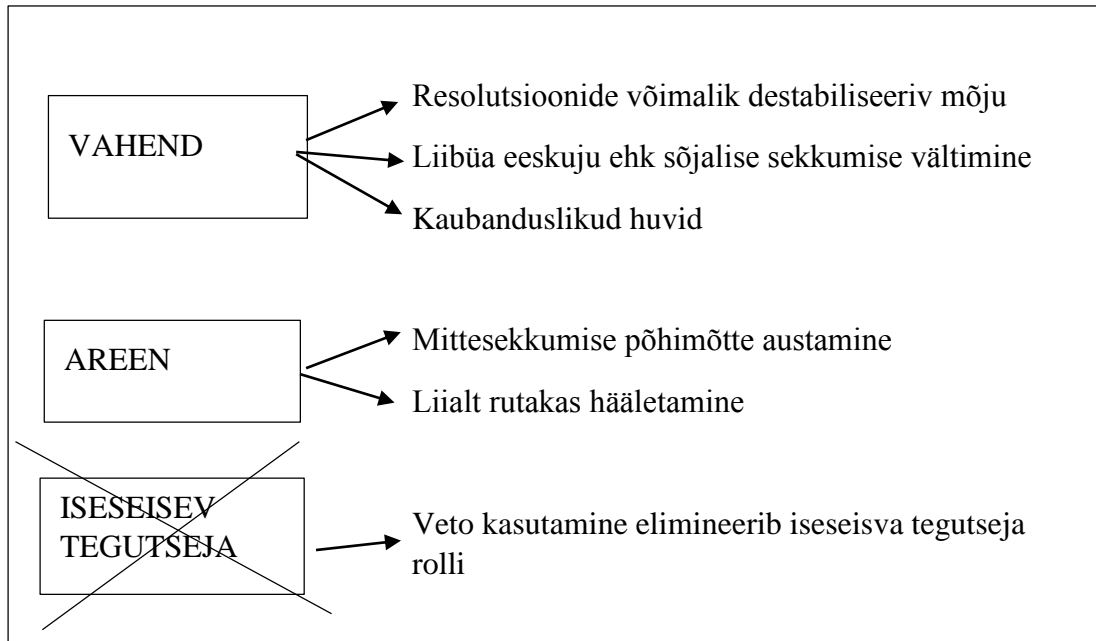 VAHEND
Resolutsioonide võimalik destabiliseeriv mõju
Liibüa eeskuju ehk sõjalise sekkumise vältimine
Kaubanduslikud huvid
AREEN
Mittesekkumise põhimõtte austamine
Liialt rutakas hääletamine
ISESEISEV
TEGUTSEJA
Veto kasutamine elimineerib iseseisva tegutseja
rolli